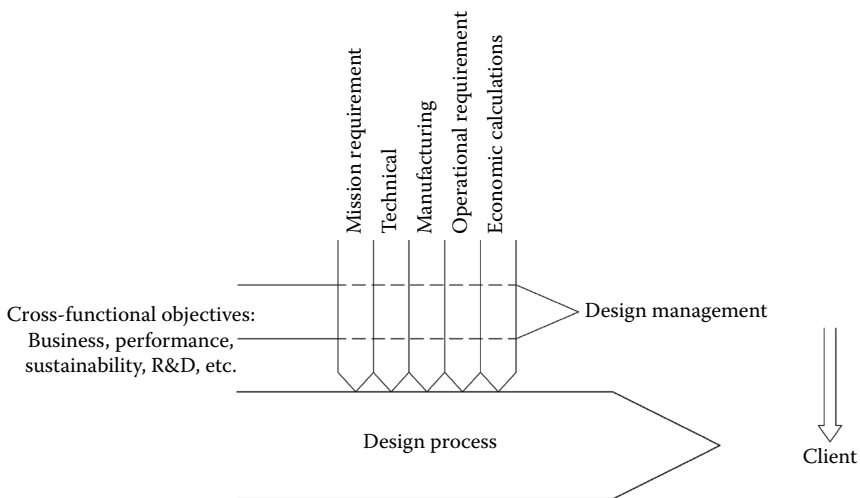 Mission requirement
Technical
Manufacturing
Operational requirement
Economic calculations
Cross-functional objectives:
Business, performance,
sustainability, R&D, etc.
Design management
Design process
Client